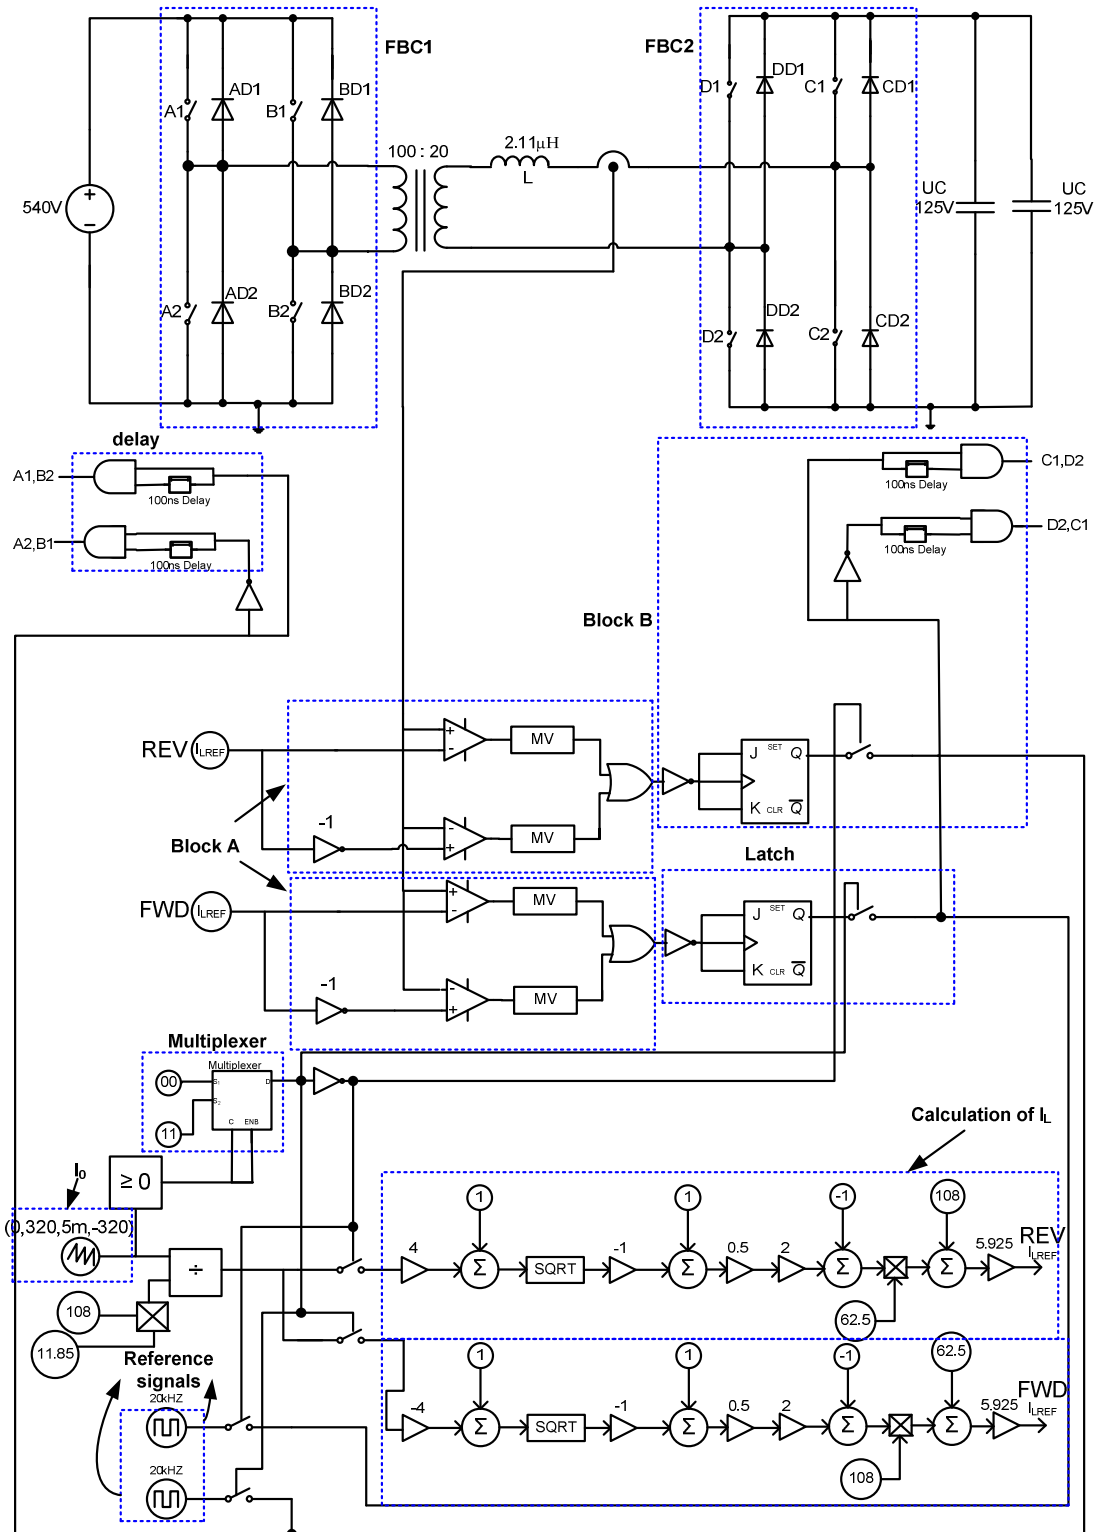 FBC1
FBC2
A1
AD1
B1
BD1
D1
DD1
C1
CD1
100 : 20
2.11μH
L
540V
UC
125V
UC
125V
A2
AD2
B2
BD2
D2
DD2
C2
CD2
delay
A1,B2
100ns Delay
A2,B1
100ns Delay
C1,D2
100ns Delay
D2,C1
100ns Delay
Block B
REV
ILREF
+
-
MV
J
SET
Q
K
CLR
Q
-1
-
+
MV
Block A
Latch
FWD
ILREF
+
-
MV
J
SET
Q
K
CLR
Q
-1
-
+
MV
Multiplexer
Multiplexer
00
S1
D
S2
11
C
ENB
Calculation of IL
I0
≥ 0
(0,320,5m,-320)
÷
108
11.85
1
1
-1
108
4
Σ
SQRT
-1
Σ
0.5
2
Σ
Σ
5.925
REV
ILREF
62.5
1
1
-1
62.5
-4
Σ
SQRT
-1
Σ
0.5
2
Σ
Σ
5.925
FWD
ILREF
108
Reference
signals
20kHZ
20kHZ